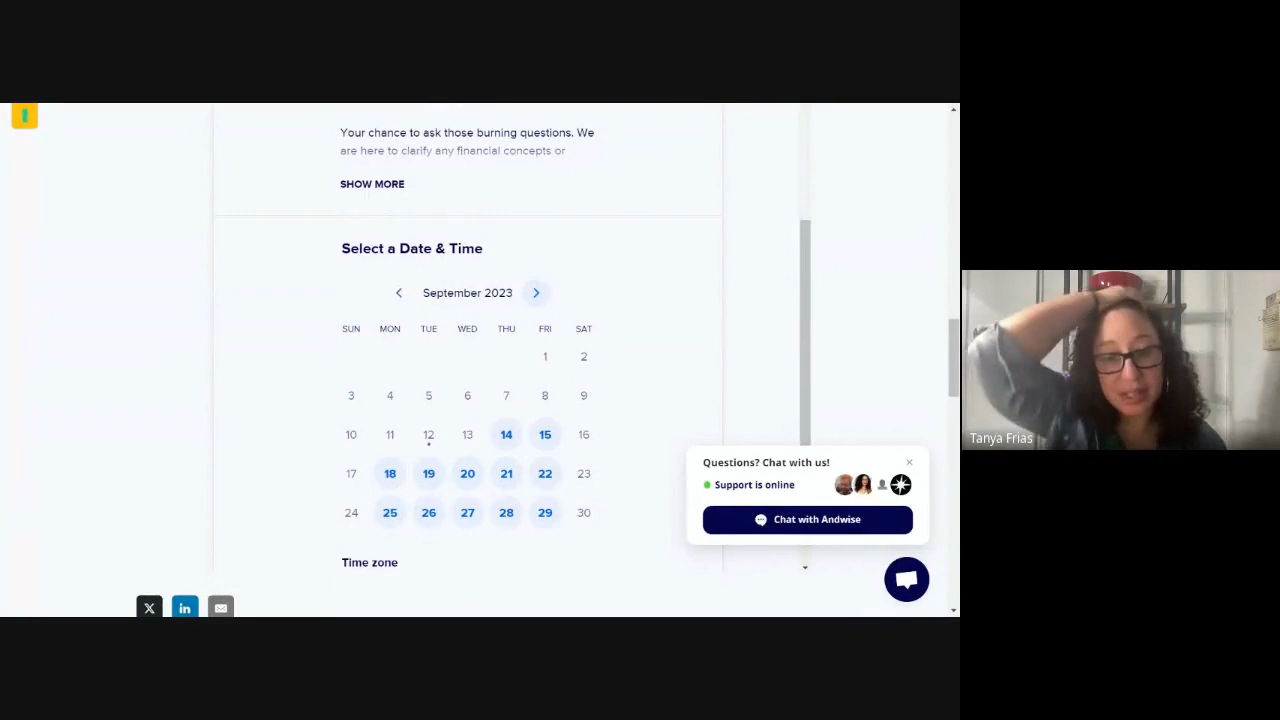 Your chance to ask those burning questions. We
are here to clarify any financial concepts or
SHOW MORE
Select a Date & Time
September 2023
SUN MON TUE WED THU FRI SAT
1 2
3 4 5 6 7 8 9
10 11 12 13 14 15 16
17 18 19 20 21 22 23
24 25 26 27 28 29 30
Time zone
Questions? Chat with us!
Support is online
Chat with Andwise
X
in
Tanya Frias